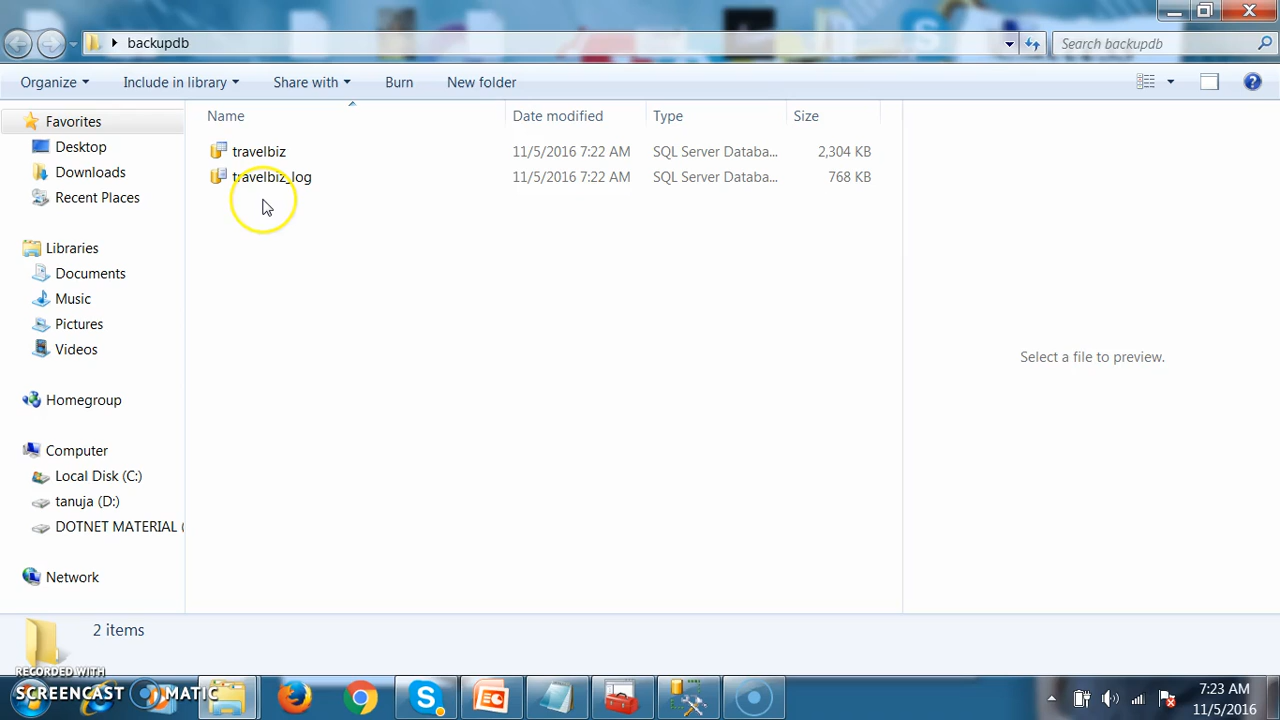 backupdb
Search backupdb
Organize
Include in library
Share with
Burn
New folder
Name
Date modified
Type
Size
travelbiz
11/5/2016 7:22 AM
SQL Server Databa...
2,304 KB
travelbiz_log
11/5/2016 7:22 AM
SQL Server Databa...
768 KB
Favorites
Desktop
Downloads
Recent Places
Libraries
Documents
Music
Pictures
Videos
Homegroup
Computer
Local Disk (C:)
tanuja (D:)
DOTNET MATERIAL (
Network
Select a file to preview.
2 items
RECORDED WITH
SCREENCAST MATIC
7:23 AM
11/5/2016